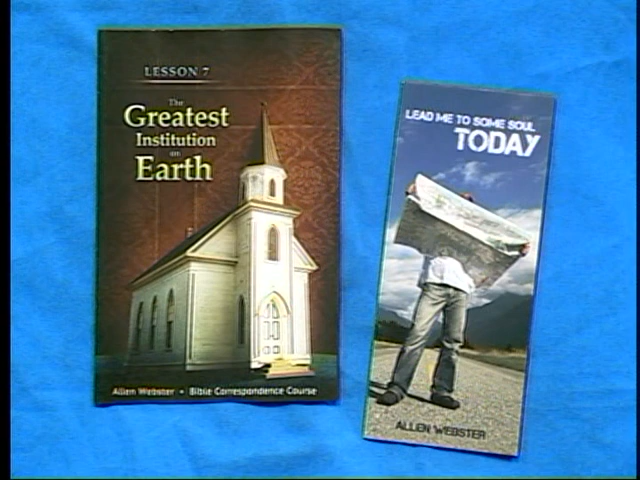 LESSON 7
The
Greatest
Institution
on
Earth
Allen Webster • Bible Correspondence Course
LEAD ME TO SOME SOUL
TODAY
ALLEN WEBSTER